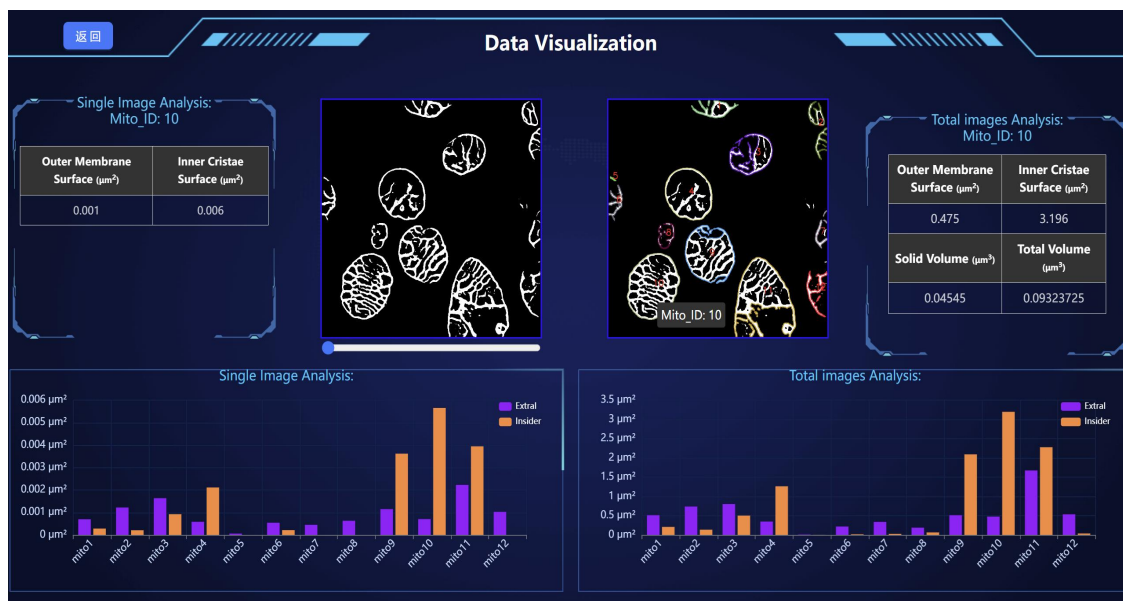 返回
Data Visualization
Single Image Analysis:
Mito_ID: 10
Outer Membrane
Surface (μm²)
Inner Cristae
Surface (μm²)
0.001
0.006
5
4
8
Mito_ID: 10
Total images Analysis:
Mito_ID: 10
Outer Membrane
Surface (μm²)
Inner Cristae
Surface (μm²)
0.475
3.196
Solid Volume (μm³)
Total Volume
(μm³)
0.04545
0.09323725
Single Image Analysis:
Extral
Insider
0.006 μm²
0.005 μm²
0.004 μm²
0.003 μm²
0.002 μm²
0.001 μm²
0 μm²
mito1
mito2
mito3
mito4
mito5
mito6
mito7
mito8
mito9
mito10
mito11
mito12
Total images Analysis:
Extral
Insider
3.5 μm²
3 μm²
2.5 μm²
2 μm²
1.5 μm²
1 μm²
0.5 μm²
0 μm²
mito1
mito2
mito3
mito4
mito5
mito6
mito7
mito8
mito9
mito10
mito11
mito12